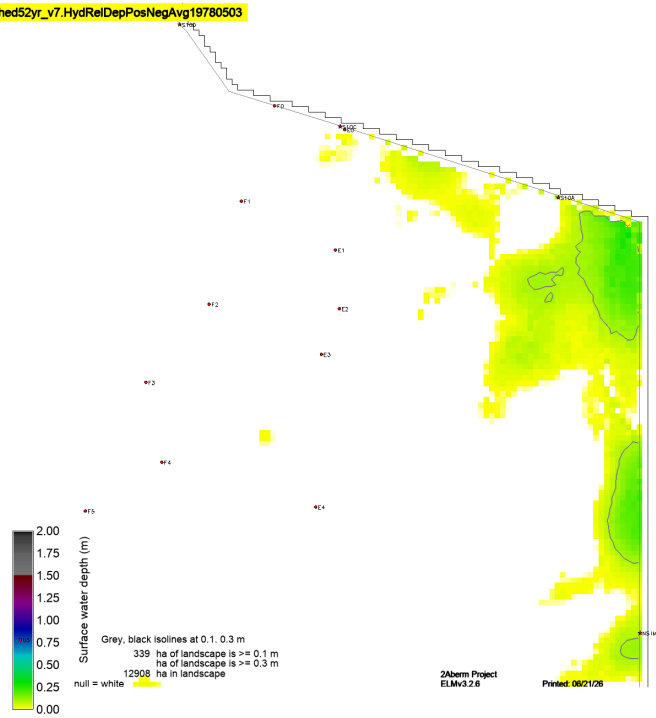 hed52yr_v7.HydRelDepPosNegAvg19780503
S10D
F0
S10C
E0
S10A
F1
E1
F2
E2
E3
F3
F4
F5
E4
2.00
1.75
1.50
1.25
1.00
0.75
0.50
0.25
0.00
Surface water depth (m)
Grey, black isolines at 0.1. 0.3 m
339 ha of landscape is >= 0.1 m
ha of landscape is >= 0.3 m
12908 ha in landscape
null = white
2Aberm Project
ELMv3.2.6
Printed: 06/21/26